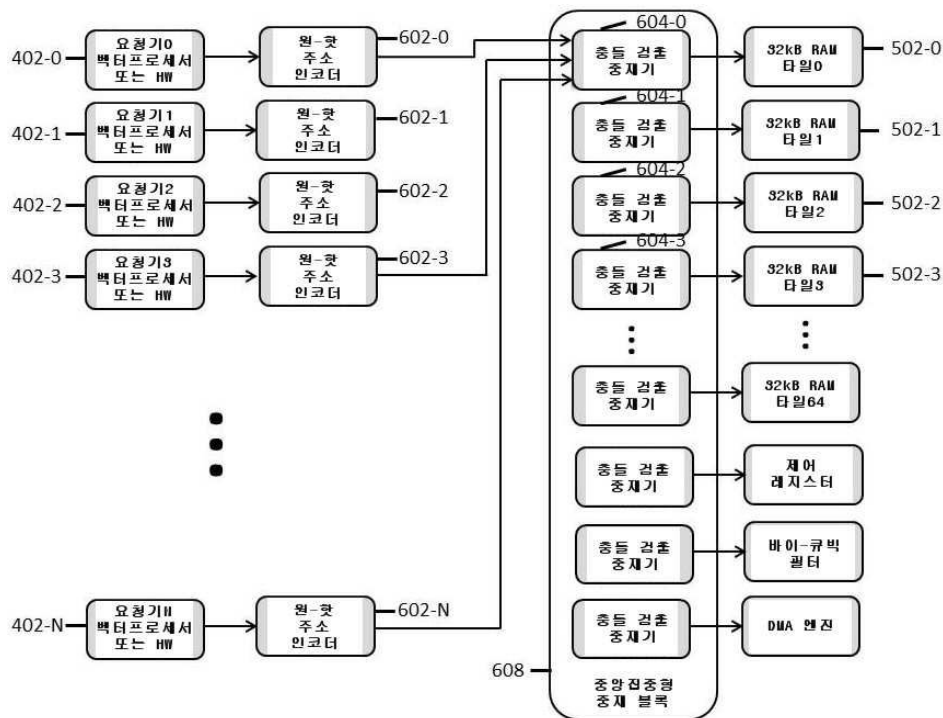 604-0
402-0
요청기0
벡터프로세서
또는 HW
원-핫
주소
인코더
602-0
충돌 검출
중재기
32kB RAM
타일0
502-0
604-1
402-1
요청기1
벡터프로세서
또는 HW
원-핫
주소
인코더
602-1
충돌 검출
중재기
32kB RAM
타일1
502-1
604-2
402-2
요청기2
벡터프로세서
또는 HW
원-핫
주소
인코더
602-2
충돌 검출
중재기
32kB RAM
타일2
502-2
604-3
402-3
요청기3
벡터프로세서
또는 HW
원-핫
주소
인코더
602-3
충돌 검출
중재기
32kB RAM
타일3
502-3
충돌 검출
중재기
32kB RAM
타일64
충돌 검출
중재기
제어
레지스터
충돌 검출
중재기
바이-큐빅
필터
402-N
요청기N
벡터프로세서
또는 HW
원-핫
주소
인코더
602-N
충돌 검출
중재기
DMA 엔진
608
중앙집중형
중재 블록